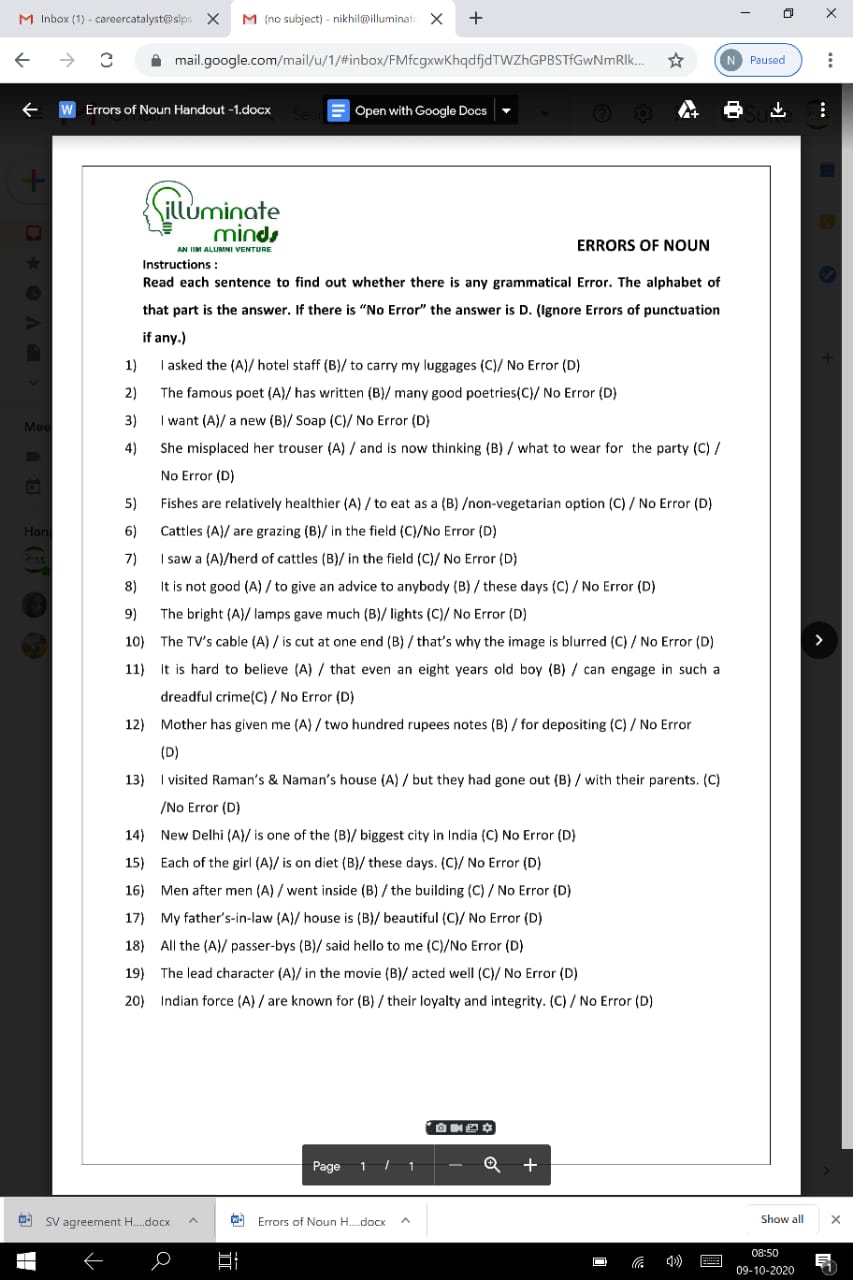 Inbox (1) - careercatalyst@slps
(no subject) - nikhil@illuminat
mail.google.com/mail/u/1/#inbox/FMfcgxwKhqdfjdTWZhGPBSTfGwNmRlk...
N Paused
W Errors of Noun Handout -1.docx
Open with Google Docs
illuminate
minds
AN IIM ALUMNI VENTURE
ERRORS OF NOUN
Instructions :
Read each sentence to find out whether there is any grammatical Error. The alphabet of
that part is the answer. If there is “No Error” the answer is D. (Ignore Errors of punctuation
if any.)
1) I asked the (A)/ hotel staff (B)/ to carry my luggages (C)/ No Error (D)
2) The famous poet (A)/ has written (B)/ many good poetries(C)/ No Error (D)
3) I want (A)/ a new (B)/ Soap (C)/ No Error (D)
4) She misplaced her trouser (A) / and is now thinking (B) / what to wear for the party (C) /
No Error (D)
5) Fishes are relatively healthier (A) / to eat as a (B) /non-vegetarian option (C) / No Error (D)
6) Cattles (A)/ are grazing (B)/ in the field (C)/No Error (D)
7) I saw a (A)/herd of cattles (B)/ in the field (C)/ No Error (D)
8) It is not good (A) / to give an advice to anybody (B) / these days (C) / No Error (D)
9) The bright (A)/ lamps gave much (B)/ lights (C)/ No Error (D)
10) The TV’s cable (A) / is cut at one end (B) / that’s why the image is blurred (C) / No Error (D)
11) It is hard to believe (A) / that even an eight years old boy (B) / can engage in such a
dreadful crime(C) / No Error (D)
12) Mother has given me (A) / two hundred rupees notes (B) / for depositing (C) / No Error
(D)
13) I visited Raman’s & Naman’s house (A) / but they had gone out (B) / with their parents. (C)
/No Error (D)
14) New Delhi (A)/ is one of the (B)/ biggest city in India (C) No Error (D)
15) Each of the girl (A)/ is on diet (B)/ these days. (C)/ No Error (D)
16) Men after men (A) / went inside (B) / the building (C) / No Error (D)
17) My father’s-in-law (A)/ house is (B)/ beautiful (C)/ No Error (D)
18) All the (A)/ passer-bys (B)/ said hello to me (C)/No Error (D)
19) The lead character (A)/ in the movie (B)/ acted well (C)/ No Error (D)
20) Indian force (A) / are known for (B) / their loyalty and integrity. (C) / No Error (D)
Page 1 / 1
SV agreement H....docx
Errors of Noun H....docx
Show all
08:50
09-10-2020
1